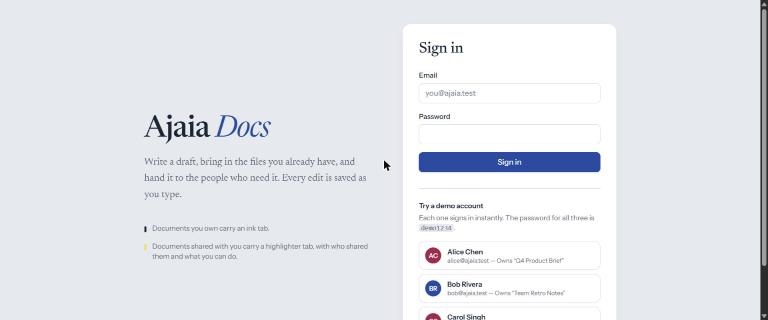 Ajaia Docs
Write a draft, bring in the files you already have, and
hand it to the people who need it. Every edit is saved as
you type.
Documents you own carry an ink tab.
Documents shared with you carry a highlighter tab, with who shared
them and what you can do.
Sign in
Email
you@ajaia.test
Password
Sign in
Try a demo account
Each one signs in instantly. The password for all three is
demo1234.
AC
Alice Chen
alice@ajaia.test — Owns "Q4 Product Brief"
BR
Bob Rivera
bob@ajaia.test — Owns "Team Retro Notes"
Carol Singh